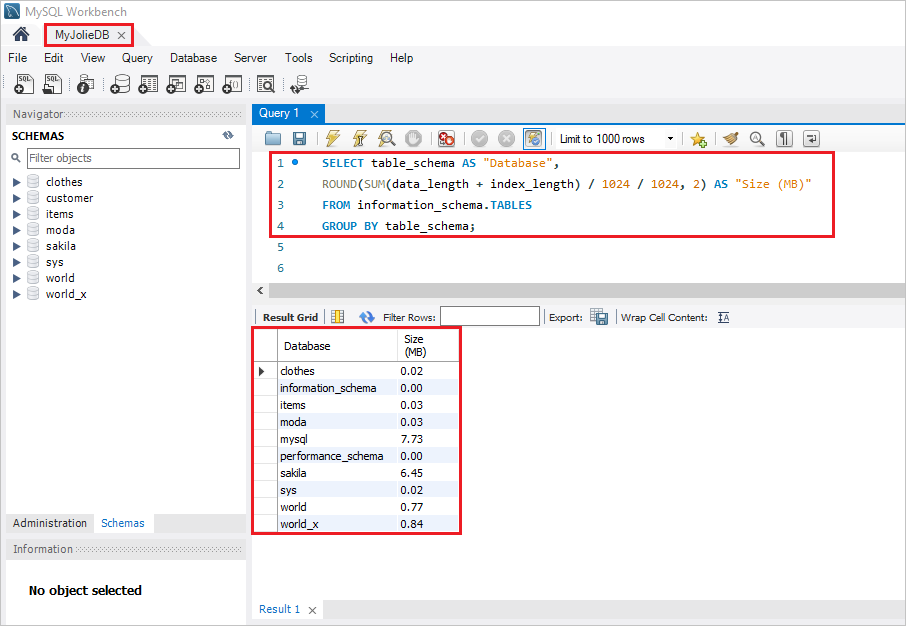 MySQL Workbench
MyJolieDB
File Edit View Query Database Server Tools Scripting Help
Navigator
SCHEMAS
Filter objects
clothes
customer
items
moda
sakila
sys
world
world_x
Administration Schemas
Information
No object selected
Query 1
Limit to 1000 rows
1 SELECT table_schema AS "Database",
2 ROUND(SUM(data_length + index_length) / 1024 / 1024, 2) AS "Size (MB)"
3 FROM information_schema.TABLES
4 GROUP BY table_schema;
5
6
Result Grid Filter Rows: Export: Wrap Cell Content:
Database Size (MB)
clothes 0.02
information_schema 0.00
items 0.03
moda 0.03
mysql 7.73
performance_schema 0.00
sakila 6.45
sys 0.02
world 0.77
world_x 0.84
Result 1